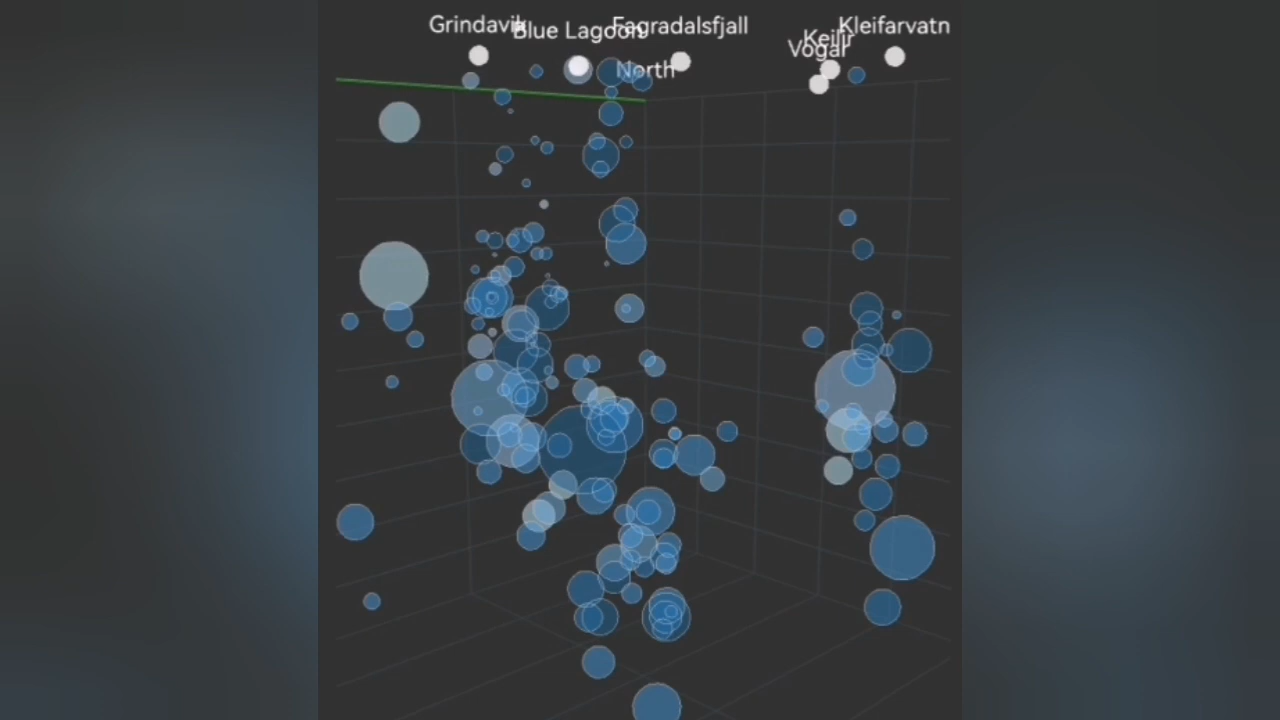 Grindavik
Blue Lagoon
Fagradalsfjall
North
Keilir
Vogar
Kleifarvatn